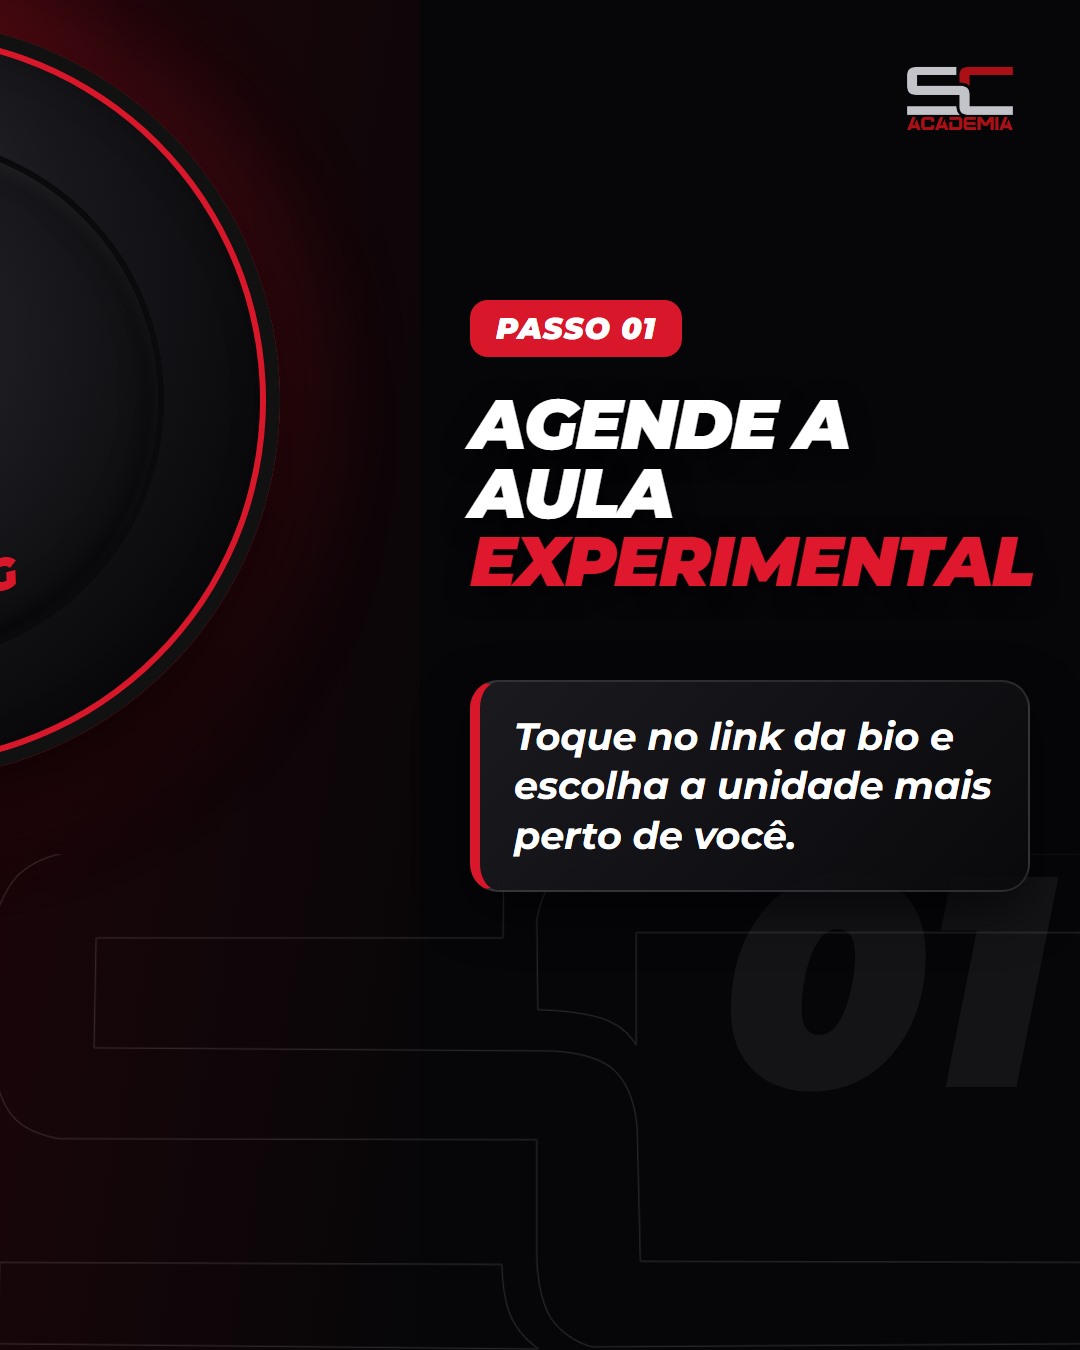 SC
ACADEMIA
PASSO 01
AGENDE A
AULA
EXPERIMENTAL
G
Toque no link da bio e
escolha a unidade mais
perto de você.
01